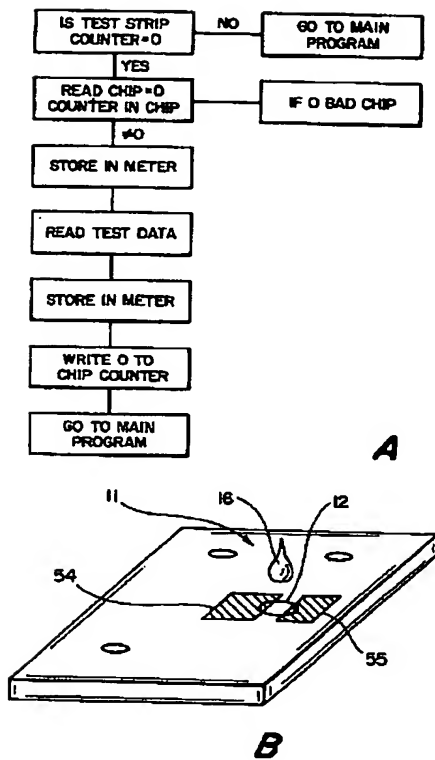 IS TEST STRIP
COUNTER=0
NO
GO TO MAIN
PROGRAM
YES
READ CHIP=0
COUNTER IN CHIP
IF 0 BAD CHIP
≠0
STORE IN METER
READ TEST DATA
STORE IN METER
WRITE 0 TO
CHIP COUNTER
GO TO MAIN
PROGRAM
A
11
16
12
54
55
B